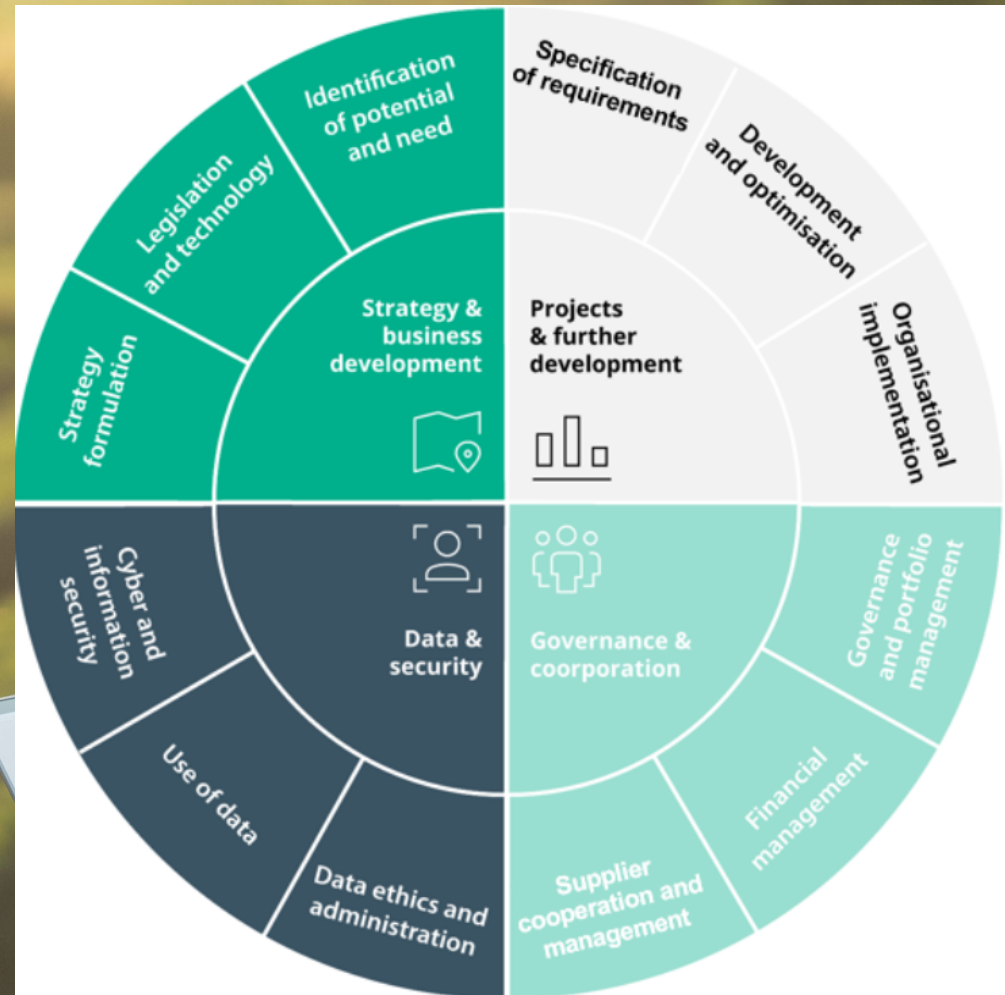 Identification
of potential
and need
Legislation
and technology
Strategy
formulation
Strategy &
business
development
Specification
of requirements
Development
and optimisation
Organisational
implementation
Projects
& further
development
Cyber and
information
security
Use of data
Data ethics and
administration
Data &
security
Governance &
coorporation
Governance
and portfolio
management
Financial
management
Supplier
cooperation and
management